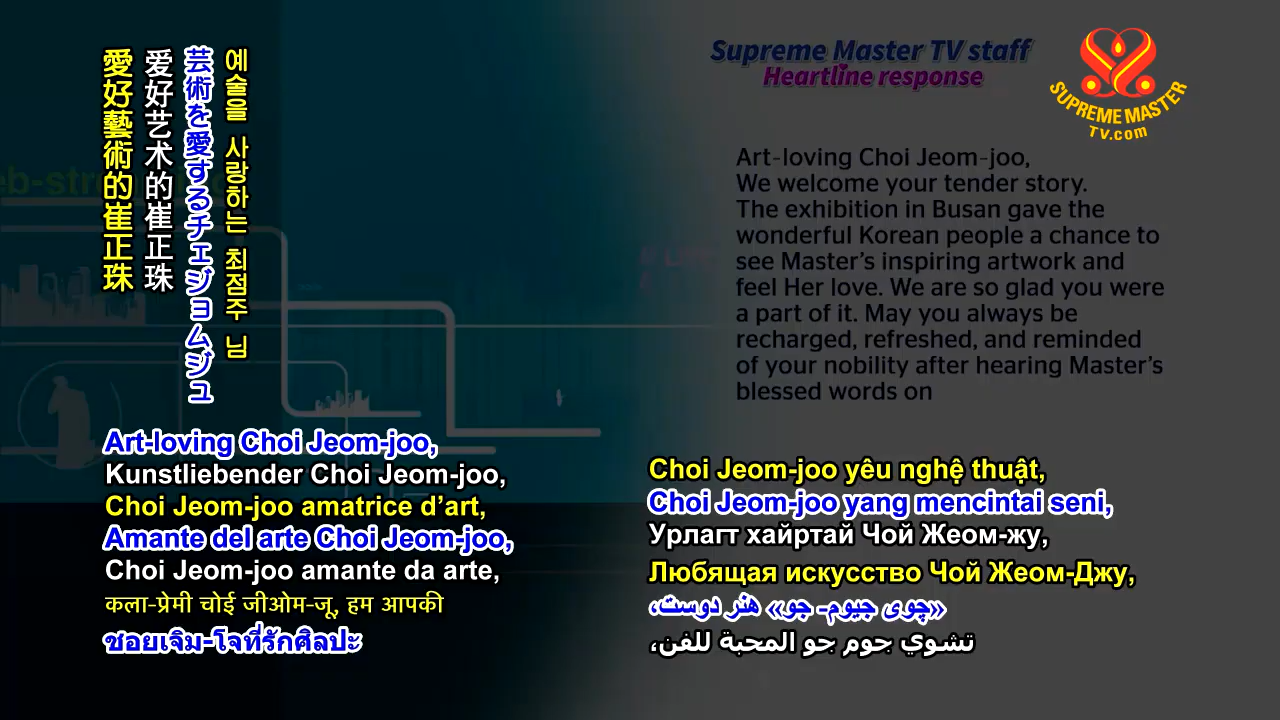 예술을 사랑하는 최점주 님
芸術を愛するチェジョムジュ
爱好艺术的崔正珠
愛好藝術的崔正珠
Supreme Master TV staff
Heartline response
SUPREME MASTER
TV.com
Art-loving Choi Jeom-joo,
We welcome your tender story.
The exhibition in Busan gave the
wonderful Korean people a chance to
see Master's inspiring artwork and
feel Her love. We are so glad you were
a part of it. May you always be
recharged, refreshed, and reminded
of your nobility after hearing Master's
blessed words on
Art-loving Choi Jeom-joo,
Kunstliebender Choi Jeom-joo,
Choi Jeom-joo amatrice d’art,
Amante del arte Choi Jeom-joo,
Choi Jeom-joo amante da arte,
कला-प्रेमी चोई जीओम-जू, हम आपकी
ชอยเจิม-โจที่รักศิลปะ
Choi Jeom-joo yêu nghệ thuật,
Choi Jeom-joo yang mencintai seni,
Урлагт хайртай Чой Жеом-жу,
Любящая искусство Чой Жеом-Джу,
«چوی جیوم- جو» هنر دوست،
تشوي جوم جو المحبة للفن،